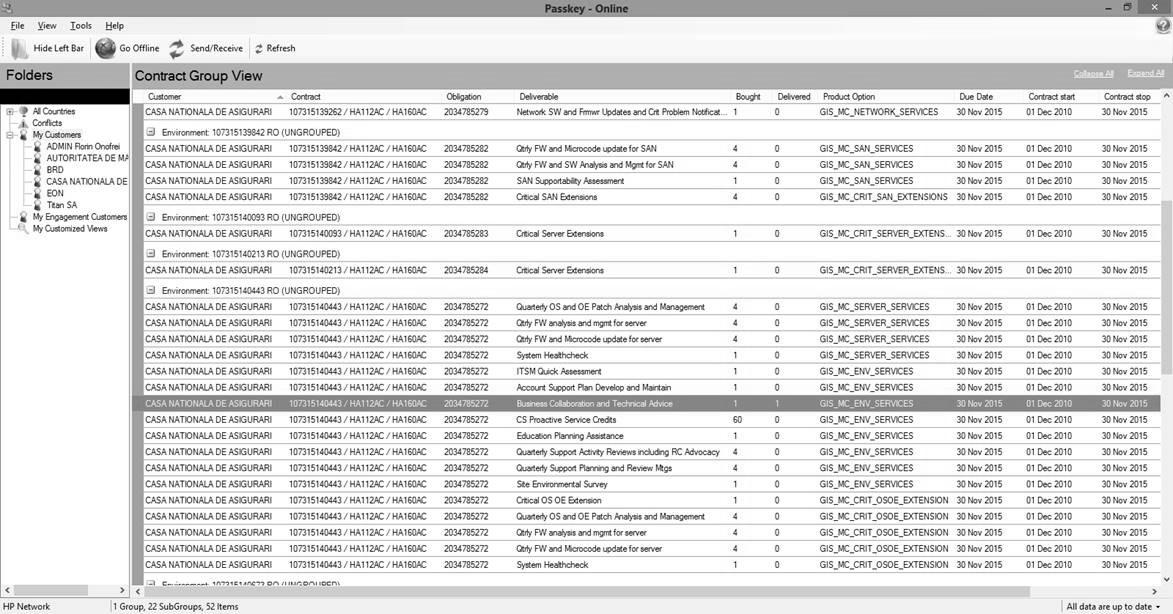 Passkey - Online
File View Tools Help
Hide Left Bar Go Offline Send/Receive Refresh
Folders
Contract Group View Collapse All Expand All
All Countries
Conflicts
My Customers
ADMIN Florin Onofrei
AUTORITATEA DE MA
BRD
CASA NATIONALA DE
EON
Titan SA
My Engagement Customers
My Customized Views
Customer Contract Obligation Deliverable Bought Delivered Product Option Due Date Contract start Contract stop
CASA NATIONALA DE ASIGURARI 107315139262 / HA112AC / HA160AC 2034785279 Network SW and Frmwr Updates and Crit Problem Notificat... 1 0 GIS_MC_NETWORK_SERVICES 30 Nov 2015 01 Dec 2010 30 Nov 2015
Environment: 107315139842 RO (UNGROUPED)
CASA NATIONALA DE ASIGURARI 107315139842 / HA112AC / HA160AC 2034785282 Qtrly FW and Microcode update for SAN 4 0 GIS_MC_SAN_SERVICES 30 Nov 2015 01 Dec 2010 30 Nov 2015
CASA NATIONALA DE ASIGURARI 107315139842 / HA112AC / HA160AC 2034785282 Qtrly FW and SW Analysis and Mgmt for SAN 4 0 GIS_MC_SAN_SERVICES 30 Nov 2015 01 Dec 2010 30 Nov 2015
CASA NATIONALA DE ASIGURARI 107315139842 / HA112AC / HA160AC 2034785282 SAN Supportability Assessment 1 0 GIS_MC_SAN_SERVICES 30 Nov 2015 01 Dec 2010 30 Nov 2015
CASA NATIONALA DE ASIGURARI 107315139842 / HA112AC / HA160AC 2034785282 Critical SAN Extensions 4 0 GIS_MC_CRIT_SAN_EXTENSIONS 30 Nov 2015 01 Dec 2010 30 Nov 2015
Environment: 107315140093 RO (UNGROUPED)
CASA NATIONALA DE ASIGURARI 107315140093 / HA112AC / HA160AC 2034785283 Critical Server Extensions 1 0 GIS_MC_CRIT_SERVER_EXTENS... 30 Nov 2015 01 Dec 2010 30 Nov 2015
Environment: 107315140213 RO (UNGROUPED)
CASA NATIONALA DE ASIGURARI 107315140213 / HA112AC / HA160AC 2034785284 Critical Server Extensions 1 0 GIS_MC_CRIT_SERVER_EXTENS... 30 Nov 2015 01 Dec 2010 30 Nov 2015
Environment: 107315140443 RO (UNGROUPED)
CASA NATIONALA DE ASIGURARI 107315140443 / HA112AC / HA160AC 2034785272 Quarterly OS and OE Patch Analysis and Management 4 0 GIS_MC_SERVER_SERVICES 30 Nov 2015 01 Dec 2010 30 Nov 2015
CASA NATIONALA DE ASIGURARI 107315140443 / HA112AC / HA160AC 2034785272 Qtrly FW analysis and mgmt for server 4 0 GIS_MC_SERVER_SERVICES 30 Nov 2015 01 Dec 2010 30 Nov 2015
CASA NATIONALA DE ASIGURARI 107315140443 / HA112AC / HA160AC 2034785272 Qtrly FW and Microcode update for server 4 0 GIS_MC_SERVER_SERVICES 30 Nov 2015 01 Dec 2010 30 Nov 2015
CASA NATIONALA DE ASIGURARI 107315140443 / HA112AC / HA160AC 2034785272 System Healthcheck 1 0 GIS_MC_SERVER_SERVICES 30 Nov 2015 01 Dec 2010 30 Nov 2015
CASA NATIONALA DE ASIGURARI 107315140443 / HA112AC / HA160AC 2034785272 ITSM Quick Assessment 1 0 GIS_MC_ENV_SERVICES 30 Nov 2015 01 Dec 2010 30 Nov 2015
CASA NATIONALA DE ASIGURARI 107315140443 / HA112AC / HA160AC 2034785272 Account Support Plan Develop and Maintain 1 0 GIS_MC_ENV_SERVICES 30 Nov 2015 01 Dec 2010 30 Nov 2015
CASA NATIONALA DE ASIGURARI 107315140443 / HA112AC / HA160AC 2034785272 Business Collaboration and Technical Advice 1 1 GIS_MC_ENV_SERVICES 30 Nov 2015 01 Dec 2010 30 Nov 2015
CASA NATIONALA DE ASIGURARI 107315140443 / HA112AC / HA160AC 2034785272 CS Proactive Service Credits 60 0 GIS_MC_ENV_SERVICES 30 Nov 2015 01 Dec 2010 30 Nov 2015
CASA NATIONALA DE ASIGURARI 107315140443 / HA112AC / HA160AC 2034785272 Education Planning Assistance 1 0 GIS_MC_ENV_SERVICES 30 Nov 2015 01 Dec 2010 30 Nov 2015
CASA NATIONALA DE ASIGURARI 107315140443 / HA112AC / HA160AC 2034785272 Quarterly Support Activity Reviews including RC Advocacy 4 0 GIS_MC_ENV_SERVICES 30 Nov 2015 01 Dec 2010 30 Nov 2015
CASA NATIONALA DE ASIGURARI 107315140443 / HA112AC / HA160AC 2034785272 Quarterly Support Planning and Review Mtgs 4 0 GIS_MC_ENV_SERVICES 30 Nov 2015 01 Dec 2010 30 Nov 2015
CASA NATIONALA DE ASIGURARI 107315140443 / HA112AC / HA160AC 2034785272 Site Environmental Survey 1 0 GIS_MC_ENV_SERVICES 30 Nov 2015 01 Dec 2010 30 Nov 2015
CASA NATIONALA DE ASIGURARI 107315140443 / HA112AC / HA160AC 2034785272 Critical OS OE Extension 1 0 GIS_MC_CRIT_OSOE_EXTENSION 30 Nov 2015 01 Dec 2010 30 Nov 2015
CASA NATIONALA DE ASIGURARI 107315140443 / HA112AC / HA160AC 2034785272 Quarterly OS and OE Patch Analysis and Management 4 0 GIS_MC_CRIT_OSOE_EXTENSION 30 Nov 2015 01 Dec 2010 30 Nov 2015
CASA NATIONALA DE ASIGURARI 107315140443 / HA112AC / HA160AC 2034785272 Qtrly FW analysis and mgmt for server 4 0 GIS_MC_CRIT_OSOE_EXTENSION 30 Nov 2015 01 Dec 2010 30 Nov 2015
CASA NATIONALA DE ASIGURARI 107315140443 / HA112AC / HA160AC 2034785272 Qtrly FW and Microcode update for server 4 0 GIS_MC_CRIT_OSOE_EXTENSION 30 Nov 2015 01 Dec 2010 30 Nov 2015
CASA NATIONALA DE ASIGURARI 107315140443 / HA112AC / HA160AC 2034785272 System Healthcheck 1 0 GIS_MC_CRIT_OSOE_EXTENSION 30 Nov 2015 01 Dec 2010 30 Nov 2015
Environment: 107315140673 RO (UNGROUPED)
HP Network 1 Group, 22 SubGroups, 52 Items All data are up to date